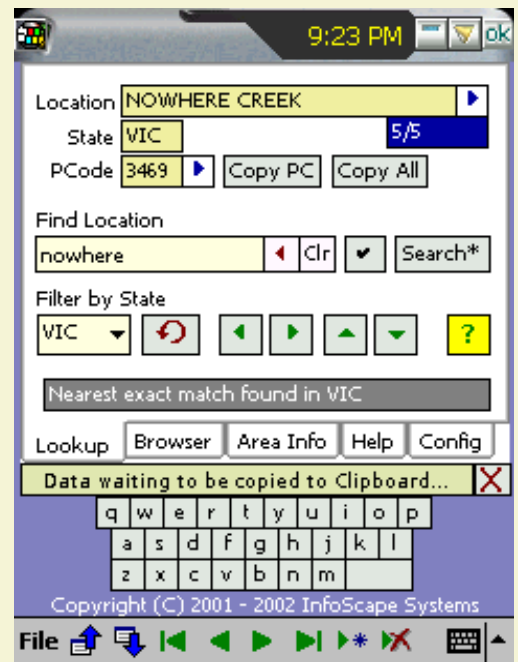 9:23 PM ok
Location NOWHERE CREEK
State VIC 5/5
PCode 3469 Copy PC Copy All
Find Location
nowhere Clr Search*
Filter by State
VIC ?
Nearest exact match found in VIC
Lookup Browser Area Info Help Config
Data waiting to be copied to Clipboard... X
q w e r t y u i o p
a s d f g h j k l
z x c v b n m
Copyright (C) 2001 - 2002 InfoScape Systems
File